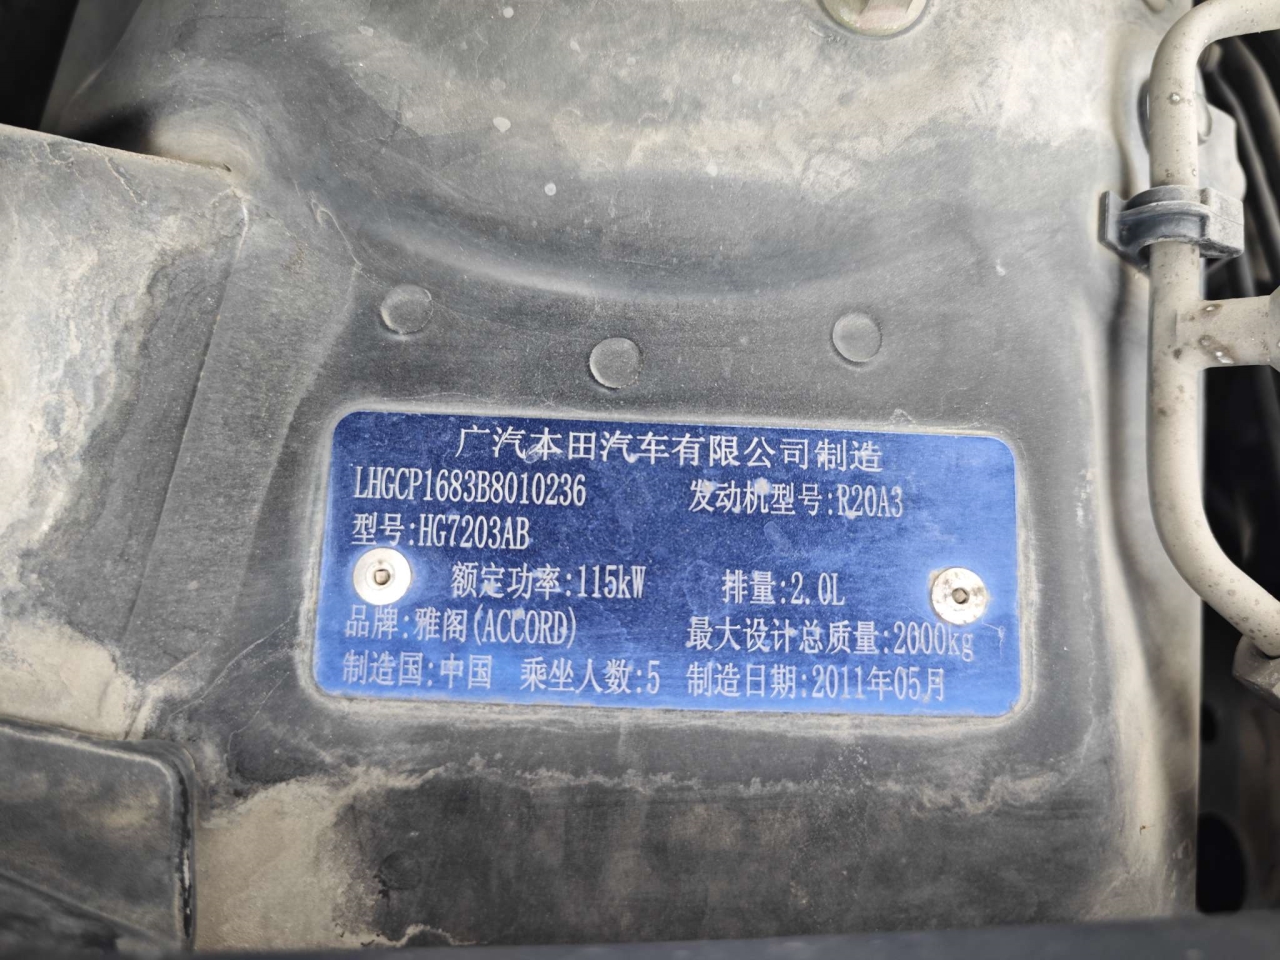 广汽本田汽车有限公司制造
LHGCP1683B8010236 发动机型号:R20A3
型号:HG7203AB
额定功率:115kW 排量:2.0L
品牌:雅阁(ACCORD) 最大设计总质量:2000kg
制造国:中国 乘坐人数:5 制造日期:2011年05月